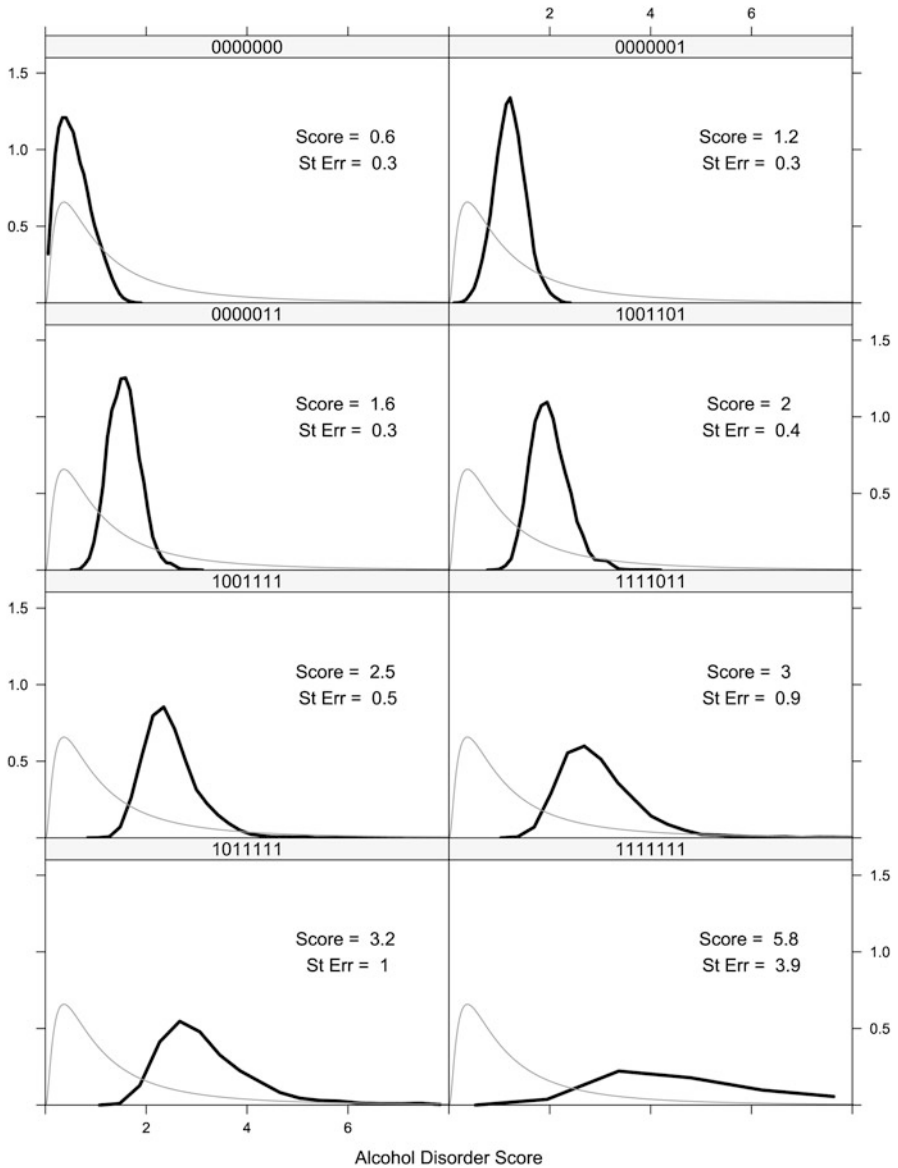 2 4 6
0000000 0000001
1.5
1.0
0.5
Score = 0.6
St Err = 0.3
Score = 1.2
St Err = 0.3
0000011 1001101
Score = 1.6
St Err = 0.3
Score = 2
St Err = 0.4
1.5
1.0
0.5
1001111 1111011
1.5
1.0
0.5
Score = 2.5
St Err = 0.5
Score = 3
St Err = 0.9
1011111 1111111
Score = 3.2
St Err = 1
Score = 5.8
St Err = 3.9
1.5
1.0
0.5
2 4 6
Alcohol Disorder Score